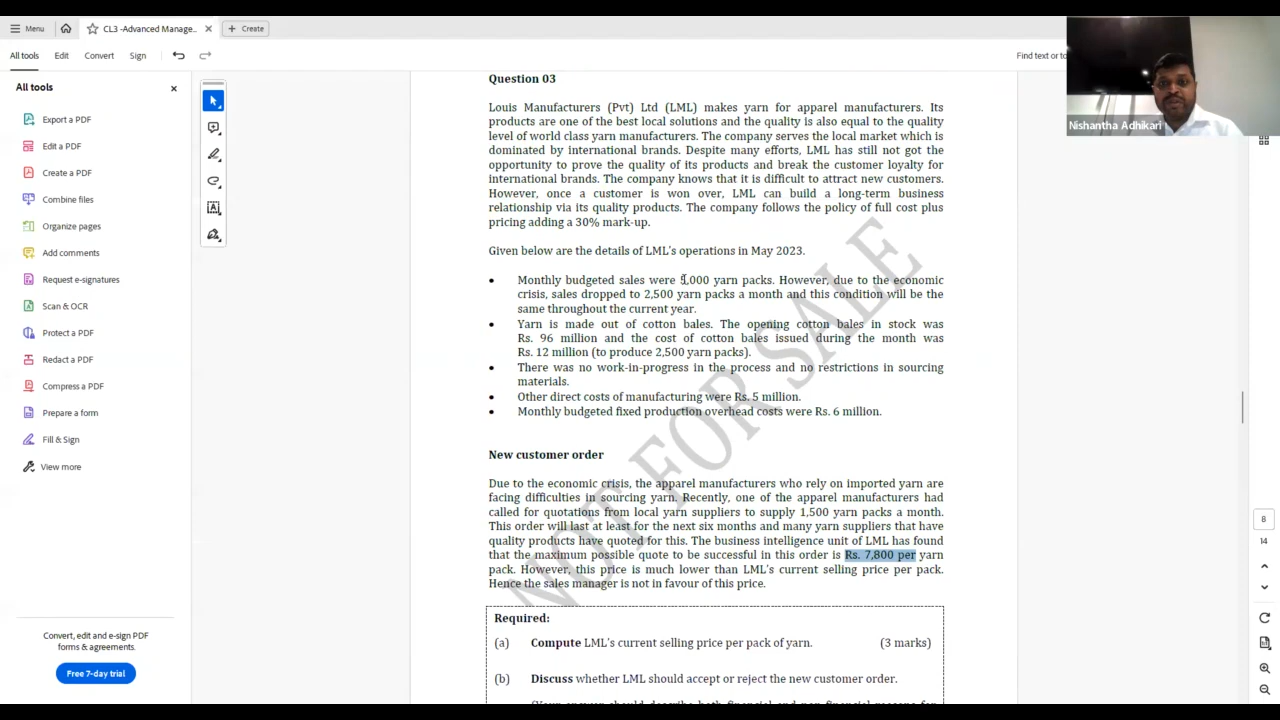 Menu
CL3 -Advanced Manage...
Create
All tools
Edit
Convert
Sign
Find text or to
All tools
Export a PDF
Edit a PDF
Create a PDF
Combine files
Organize pages
Add comments
Request e-signatures
Scan & OCR
Protect a PDF
Redact a PDF
Compress a PDF
Prepare a form
Fill & Sign
View more
Convert, edit and e-sign PDF
forms & agreements.
Free 7-day trial
Question 03
Louis Manufacturers (Pvt) Ltd (LML) makes yarn for apparel manufacturers. Its
products are one of the best local solutions and the quality is also equal to the quality
level of world class yarn manufacturers. The company serves the local market which is
dominated by international brands. Despite many efforts, LML has still not got the
opportunity to prove the quality of its products and break the customer loyalty for
international brands. The company knows that it is difficult to attract new customers.
However, once a customer is won over, LML can build a long-term business
relationship via its quality products. The company follows the policy of full cost plus
pricing adding a 30% mark-up.
Given below are the details of LML's operations in May 2023.
• Monthly budgeted sales were yarn packs. However, due to the economic
crisis, sales dropped to 2,500 yarn packs a month and this condition will be the
same throughout the current year.
• Yarn is made out of cotton bales. The opening cotton bales in stock was
Rs. 96 million and the cost of cotton bales issued during the month was
Rs. 12 million (to produce 2,500 yarn packs).
• There was no work-in-progress in the process and no restrictions in sourcing
materials.
• Other direct costs of manufacturing were Rs. 5 million.
• Monthly budgeted fixed production overhead costs were Rs. 6 million.
New customer order
Due to the economic crisis, the apparel manufacturers who rely on imported yarn are
facing difficulties in sourcing yarn. Recently, one of the apparel manufacturers had
called for quotations from local yarn suppliers to supply 1,500 yarn packs a month.
This order will last at least for the next six months and many yarn suppliers that have
quality products have quoted for this. The business intelligence unit of LML has found
that the maximum possible quote to be successful in this order is Rs. 7,800 per yarn
pack. However, this price is much lower than LML's current selling price per pack.
Hence the sales manager is not in favour of this price.
Required:
(a) Compute LML's current selling price per pack of yarn. (3 marks)
(b) Discuss whether LML should accept or reject the new customer order.
NOT FOR SALE
Nishantha Adhikari
8
14